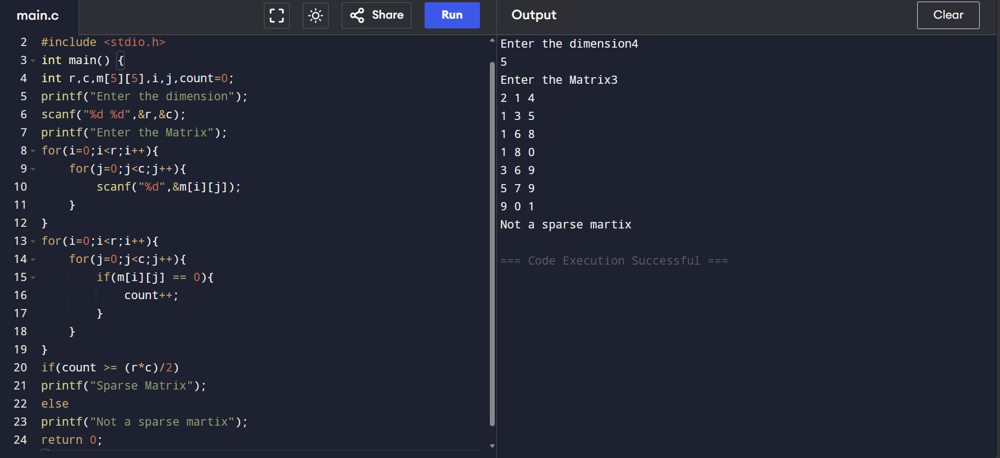 main.c
Share
Run
Output
Clear
2 #include <stdio.h>
3 int main() {
4 int r,c,m[5][5],i,j,count=0;
5 printf("Enter the dimension");
6 scanf("%d %d",&r,&c);
7 printf("Enter the Matrix");
8 for(i=0;i<r;i++){
9     for(j=0;j<c;j++){
10         scanf("%d",&m[i][j]);
11     }
12 }
13 for(i=0;i<r;i++){
14     for(j=0;j<c;j++){
15         if(m[i][j] == 0){
16             count++;
17         }
18     }
19 }
20 if(count >= (r*c)/2)
21 printf("Sparse Matrix");
22 else
23 printf("Not a sparse martix");
24 return 0;
Enter the dimension4
5
Enter the Matrix3
2 1 4
1 3 5
1 6 8
1 8 0
3 6 9
5 7 9
9 0 1
Not a sparse martix
=== Code Execution Successful ===